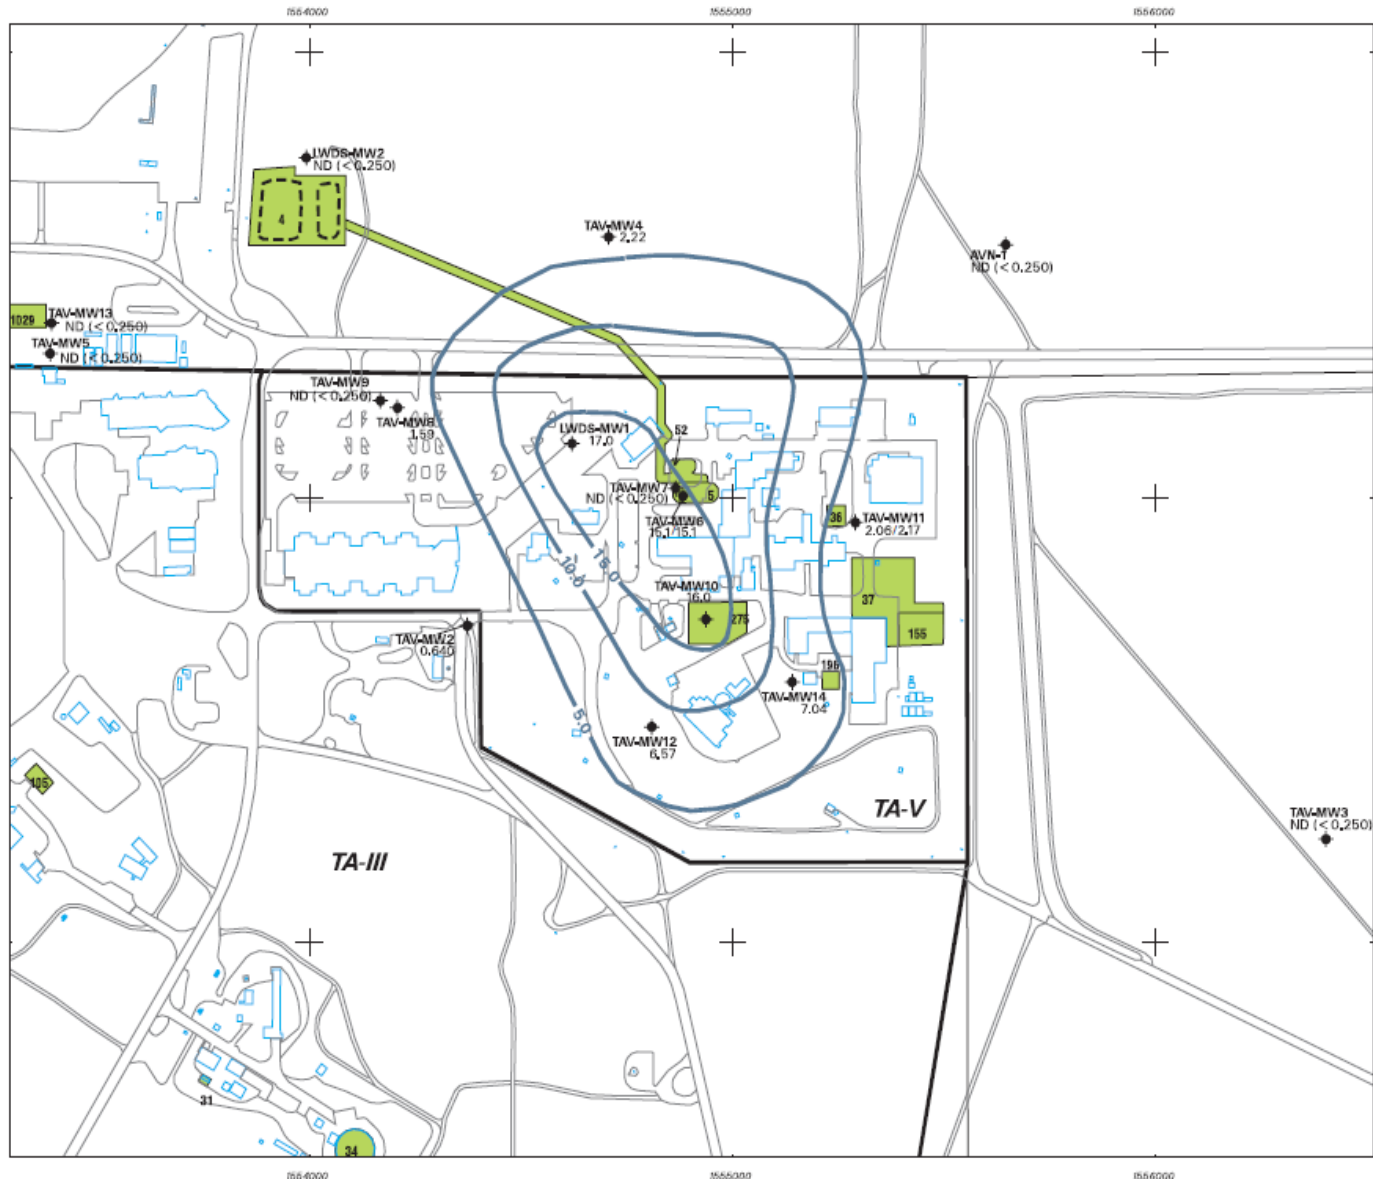 1554000
1555000
1556000
LWDS-MW2
ND (<0.250)
4
TAV-MW4
2.22
AVN-1
ND (<0.250)
1029
TAV-MW13
ND (<0.250)
TAV-MW5
ND (<0.250)
TAV-MW9
ND (<0.250)
TAV-MW8
1.59
LWDS-MW1
17.0
52
TAV-MW7
ND (<0.250)
5
TAV-MW6
15.1/15.1
36
TAV-MW11
2.06/2.17
15.0
10.0
TAV-MW10
16.0
275
37
155
TAV-MW2
0.640
196
TAV-MW14
7.04
5.0
TAV-MW12
6.57
105
TA-V
TAV-MW3
ND (<0.250)
TA-III
31
34
1554000
1555000
1556000